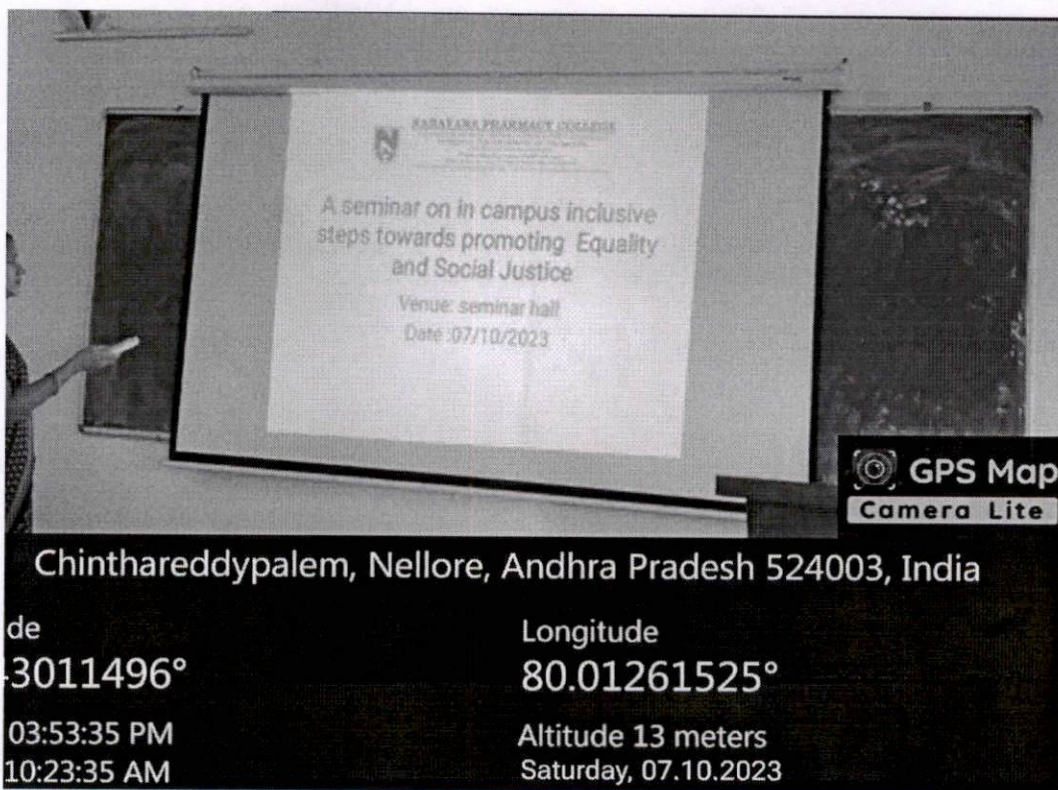 NARAYANA PHARMACY COLLEGE
A seminar on in campus inclusive
steps towards promoting Equality
and Social Justice
Venue: seminar hall
Date :07/10/2023
GPS Map
Camera Lite
Chinthareddypalem, Nellore, Andhra Pradesh 524003, India
de
Longitude
43011496°
80.01261525°
03:53:35 PM
Altitude 13 meters
10:23:35 AM
Saturday, 07.10.2023